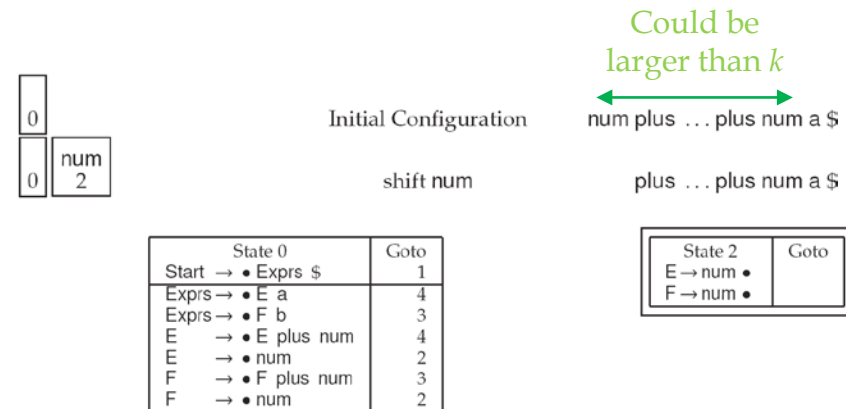 Could be
larger than k
0 Initial Configuration num plus ... plus num a $
0 num 2 shift num plus ... plus num a $
State 0 Goto
Start → • Exprs $ 1
Exprs → • E a 4
Exprs → • F b 3
E → • E plus num 4
E → • num 2
F → • F plus num 3
F → • num 2
State 2 Goto
E → num •
F → num •